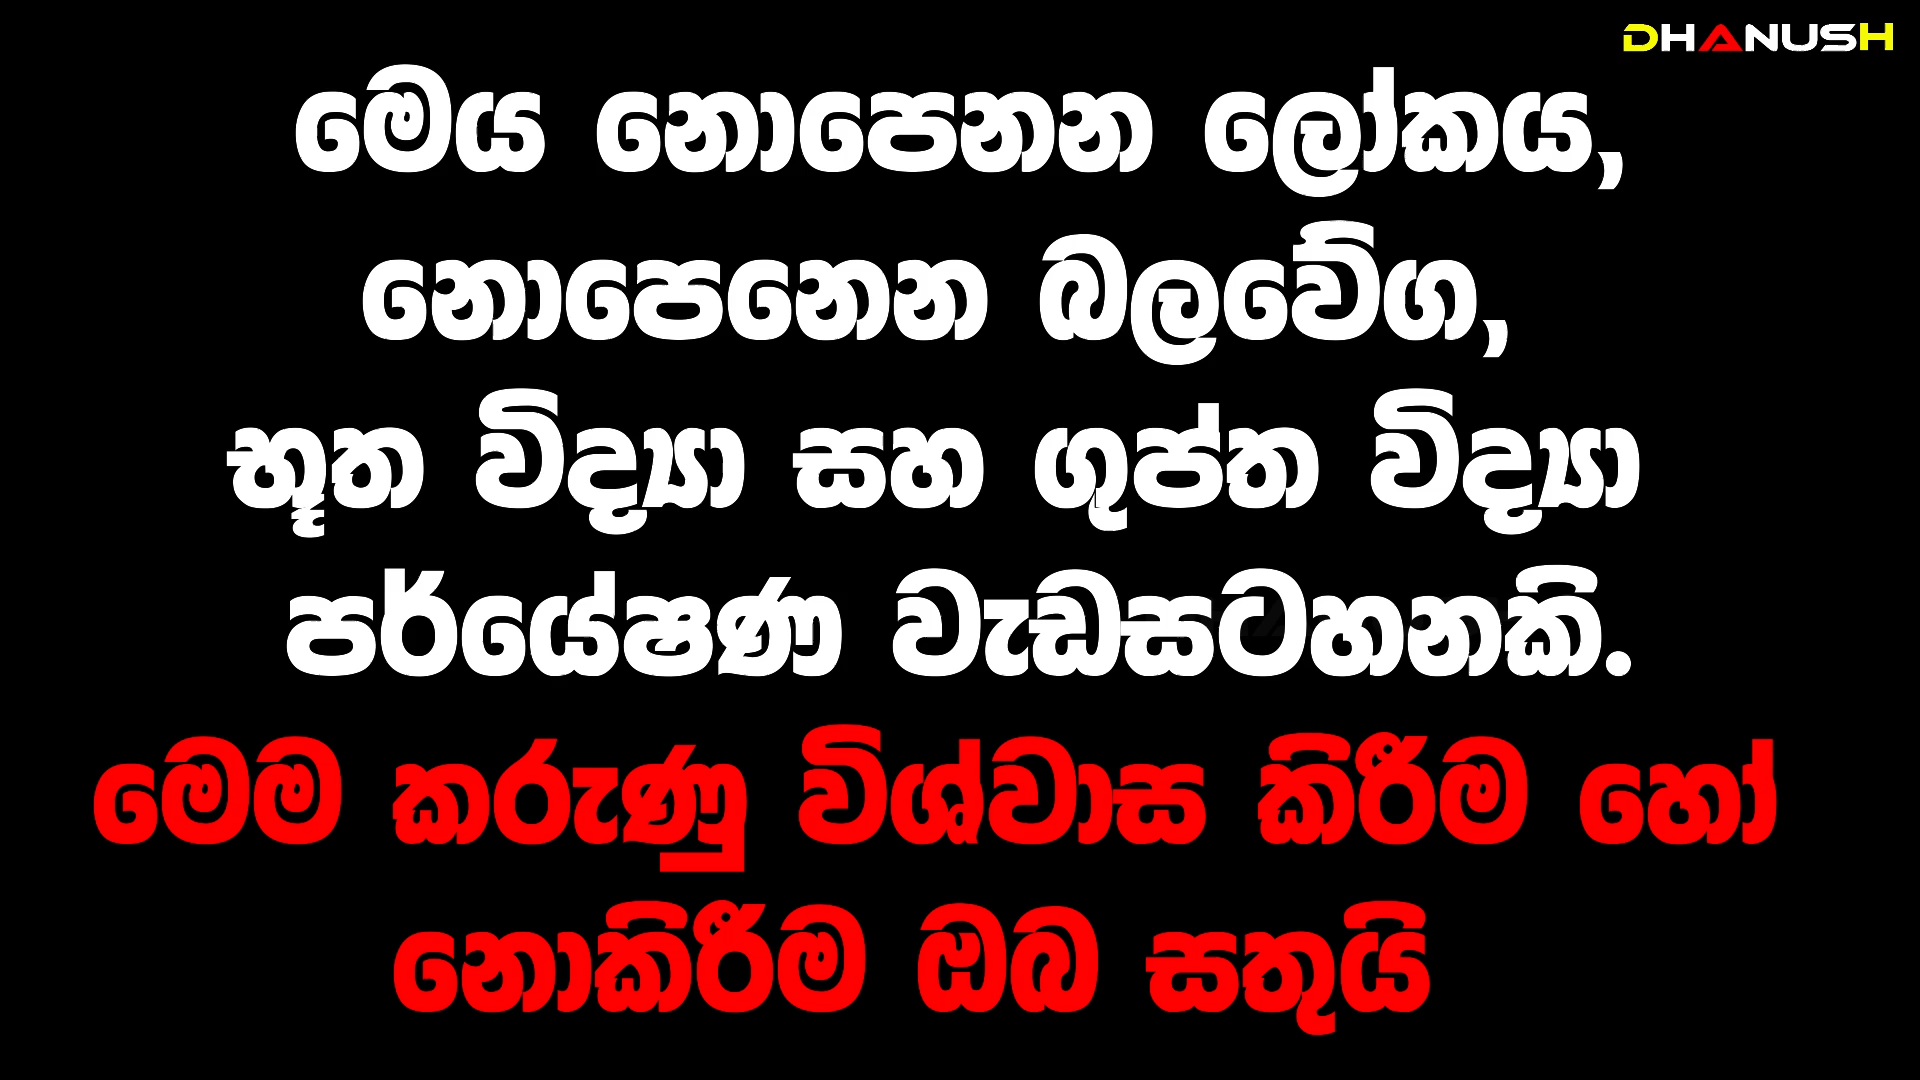 DHANUSH
මෙය නොපෙනන ලෝකය,
නොපෙනෙන බලවේග,
භූත විද්‍යා සහ ගුප්ත විද්‍යා
පර්යේෂණ වැඩසටහනකි.
මෙම කරුණු විශ්වාස කිරීම හෝ
නොකිරීම ඔබ සතුයි